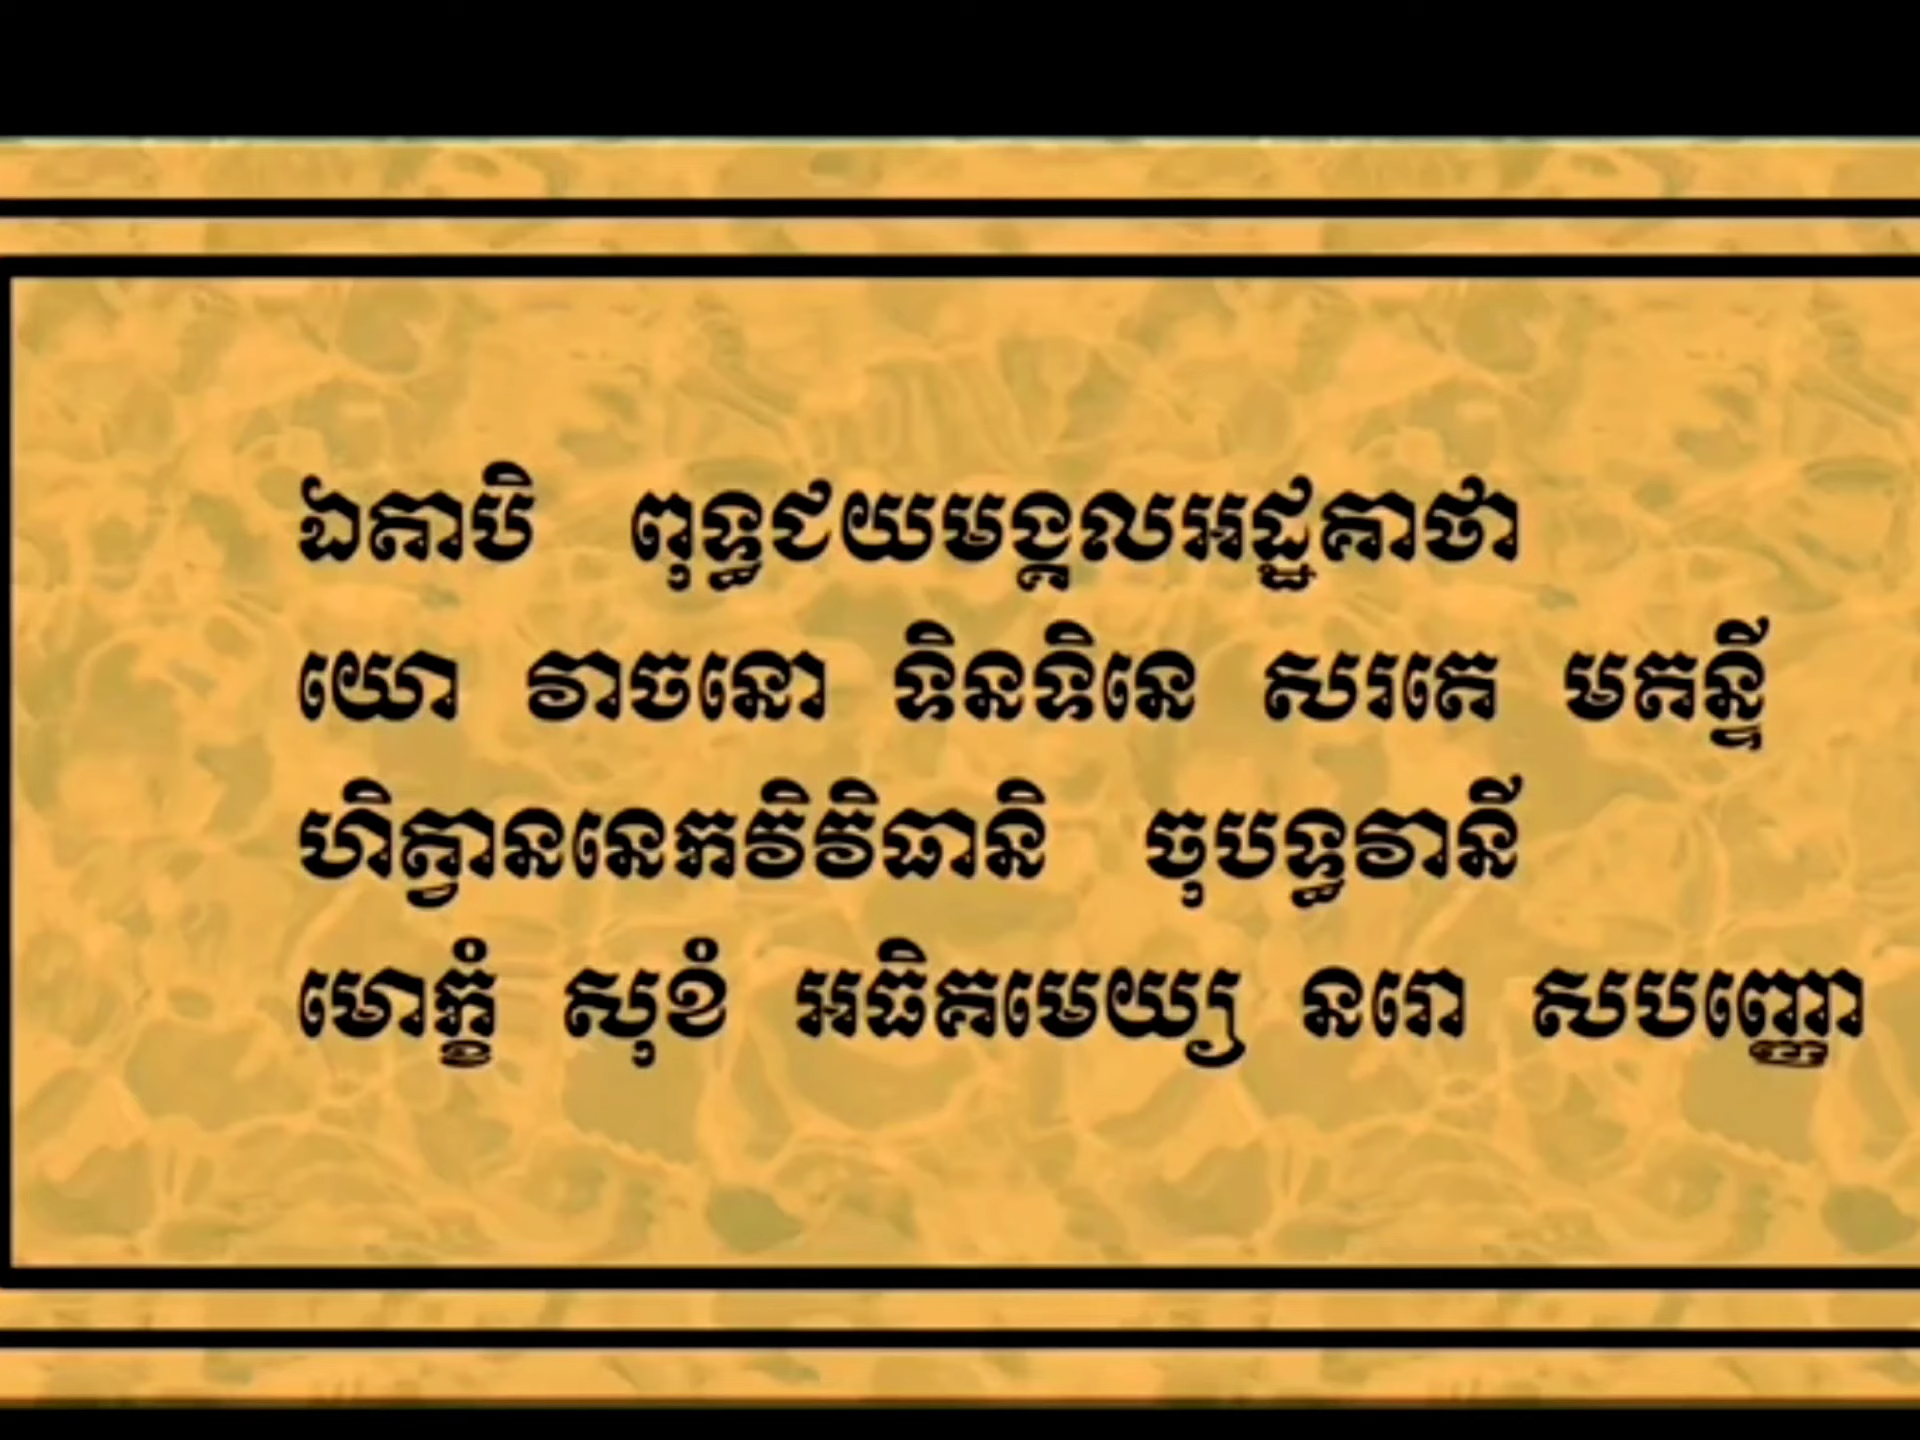 ឯតាបិ ពុទ្ធជយមង្គលអដ្ឋគាថា
យោ វាចនោ ទិនទិនេ សរតេ មតន្ទី
ហិត្វាននេកវិវិធានិ ចុបទ្ធវានី
មោក្ខំ សុខំ អធិគមេយ្យ នរោ សបញ្ញោ